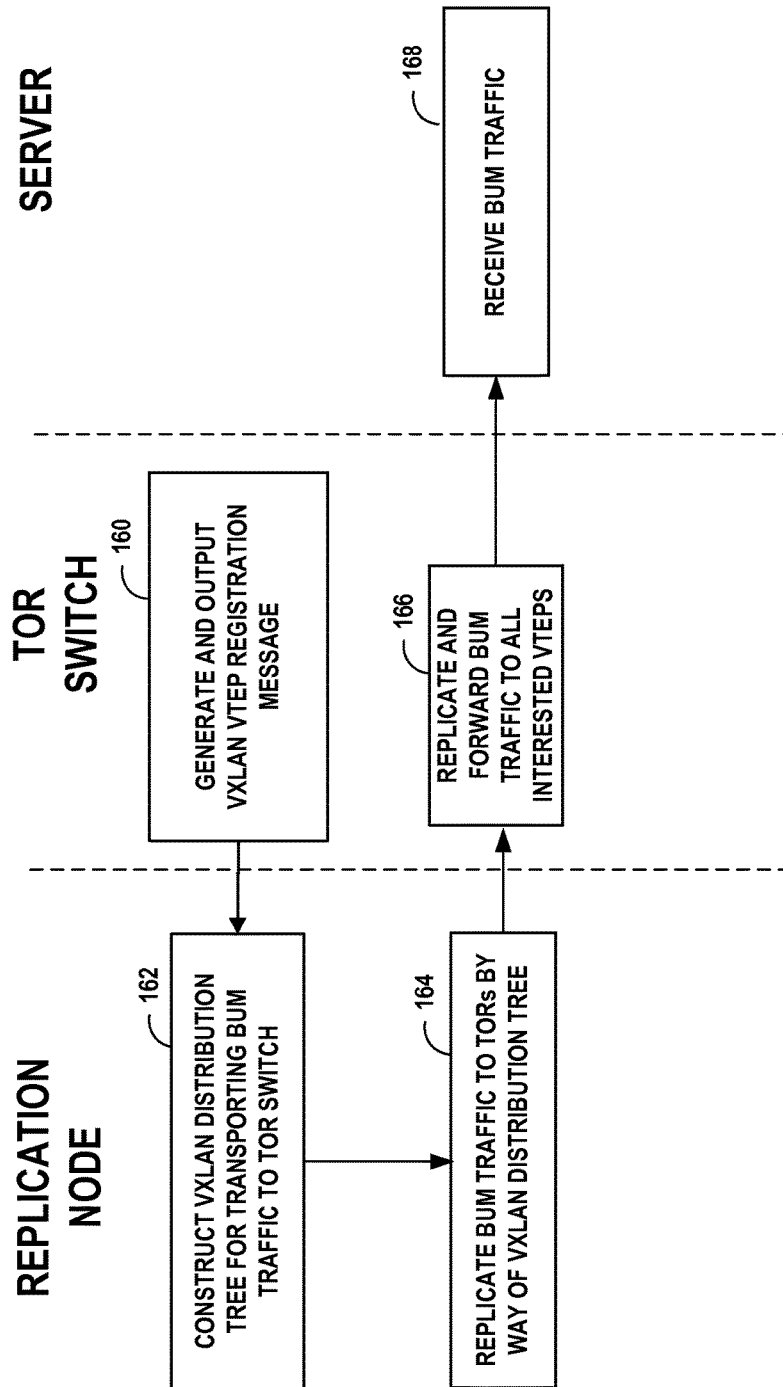 REPLICATION
NODE
TOR
SWITCH
SERVER
160
GENERATE AND OUTPUT
VXLAN VTEP REGISTRATION
MESSAGE
162
CONSTRUCT VXLAN DISTRIBUTION
TREE FOR TRANSPORTING BUM
TRAFFIC TO TOR SWITCH
164
REPLICATE BUM TRAFFIC TO TORs BY
WAY OF VXLAN DISTRIBUTION TREE
166
REPLICATE AND
FORWARD BUM
TRAFFIC TO ALL
INTERESTED VTEPS
168
RECEIVE BUM TRAFFIC